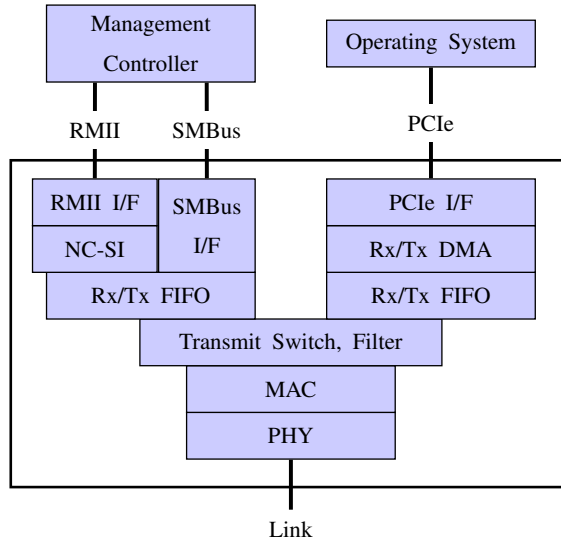 Management
Controller
Operating System
RMII
SMBus
PCIe
RMII I/F
NC-SI
SMBus
I/F
Rx/Tx FIFO
PCIe I/F
Rx/Tx DMA
Rx/Tx FIFO
Transmit Switch, Filter
MAC
PHY
Link